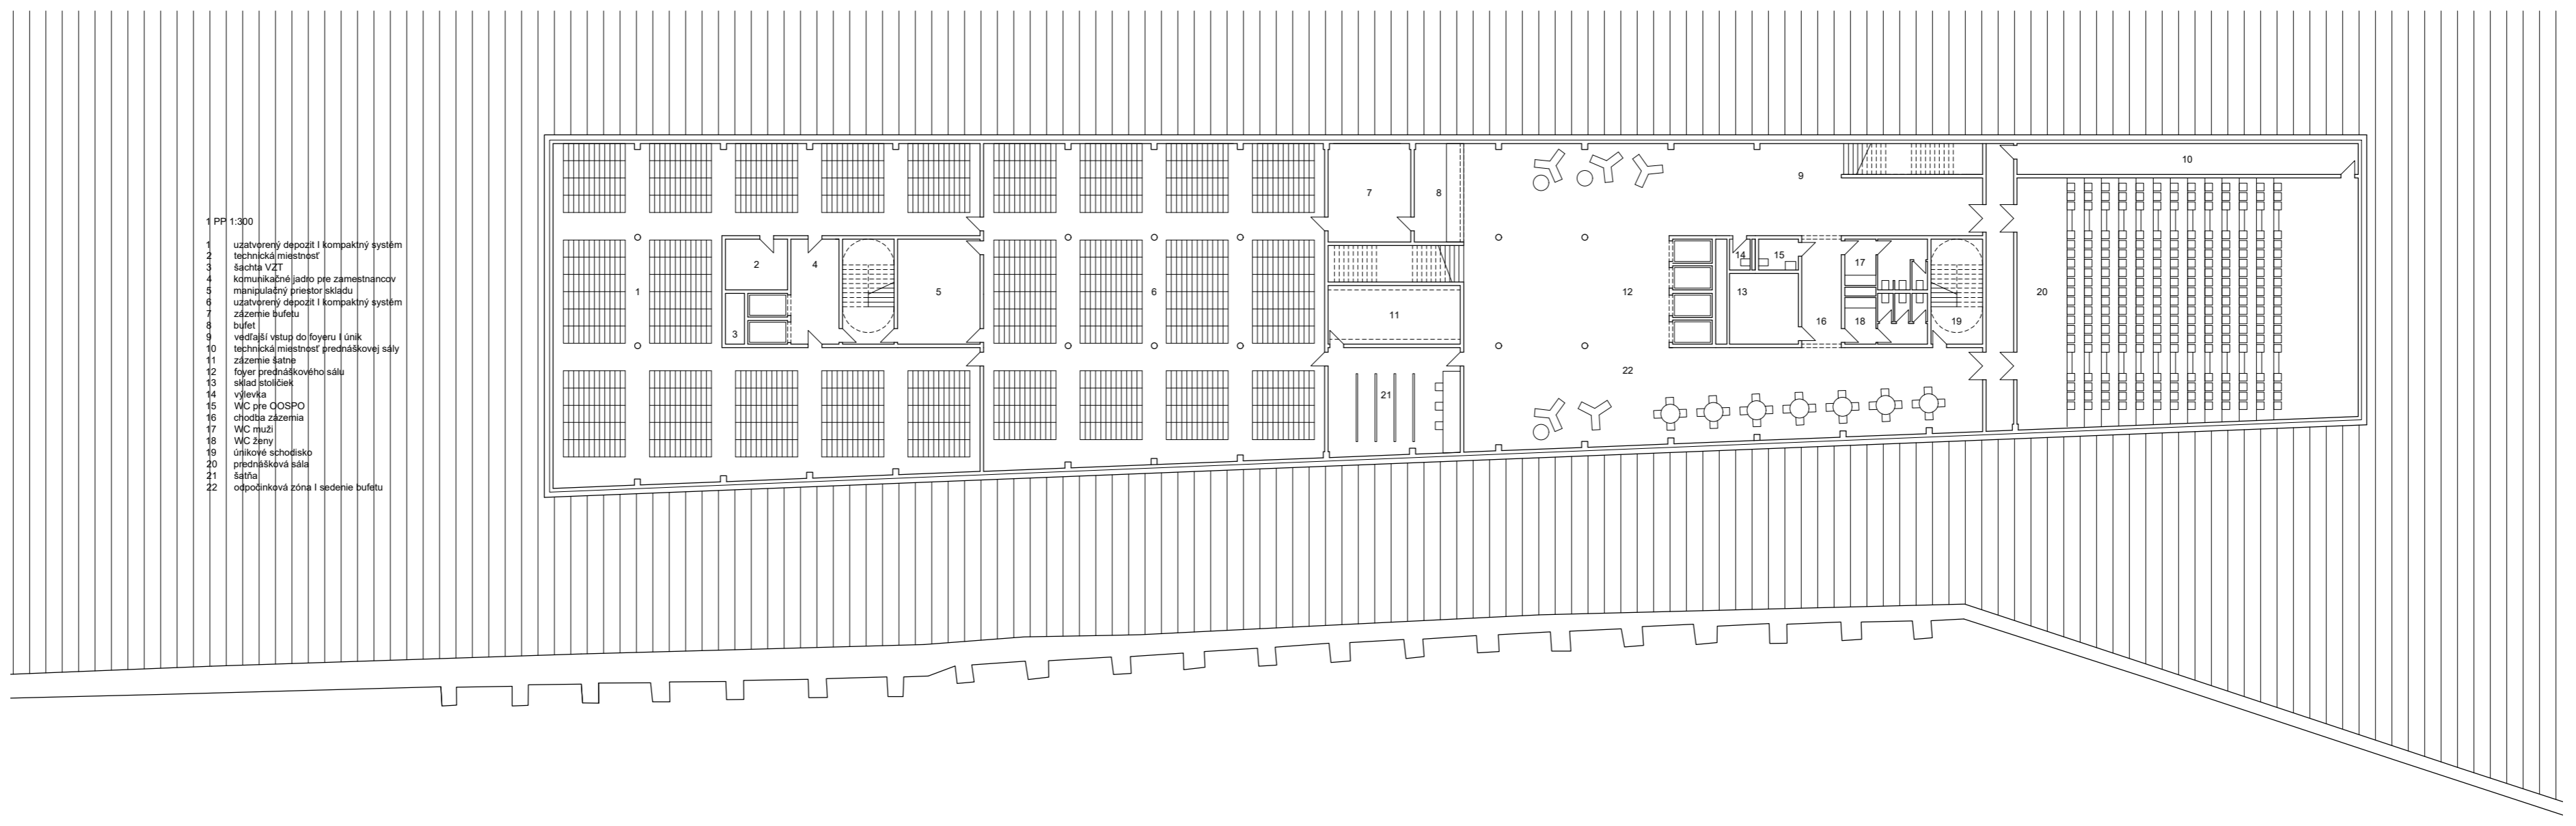 1 PP 1:300
1 uzatvorený depozit I kompaktný systém
2 technická miestnosť
3 šachta VZT
4 komunikačné jadro pre zamestnancov
5 manipulačný priestor skladu
6 uzatvorený depozit I kompaktný systém
7 zázemie bufetu
8 bufet
9 vedľajší vstup do foyeru I únik
10 technická miestnosť prednáškovej sály
11 zázemie šatne
12 foyer prednáškového sálu
13 sklad stoličiek
14 výlevka
15 WC pre OOSPO
16 chodba zázemia
17 WC muži
18 WC ženy
19 únikové schodisko
20 prednášková sála
21 šatňa
22 odpočinková zóna I sedenie bufetu
10
9
7
8
14
15
17
2
4
1
5
6
12
13
20
11
16
18
19
3
22
21